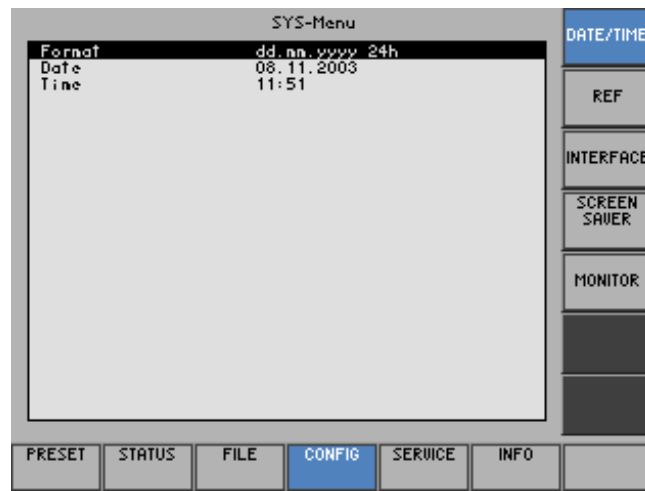 SYS-Menu
Format dd.mm.yyyy 24h
Date 08.11.2003
Time 11:51
DATE/TIME
REF
INTERFACE
SCREEN
SAVER
MONITOR
PRESET STATUS FILE CONFIG SERVICE INFO